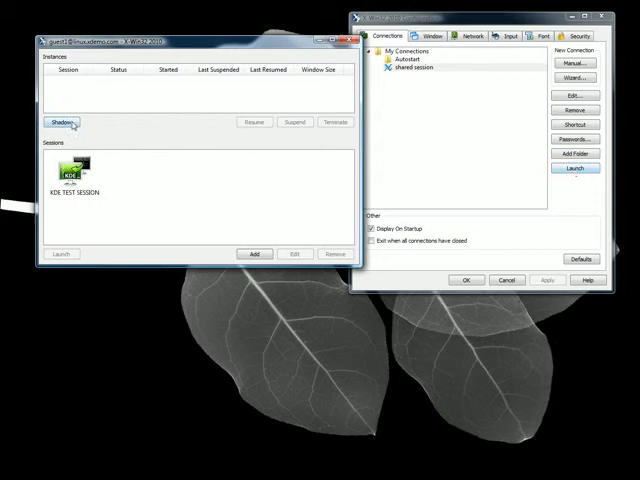 X-Win32 2010 Configuration
guest1@linux.xdemo.com - X-Win32 2010
Connections Window Network Input Font Security
Instances
Session Status Started Last Suspended Last Resumed Window Size
Shadow
Resume Suspend Terminate
Sessions
KDE
KDE TEST SESSION
Launch Add Edit Remove
My Connections
Autostart
shared session
New Connection
Manual...
Wizard...
Edit...
Remove
Shortcut
Passwords...
Add Folder
Launch
Other
Display On Startup
Exit when all connections have closed
Defaults
OK Cancel Apply Help